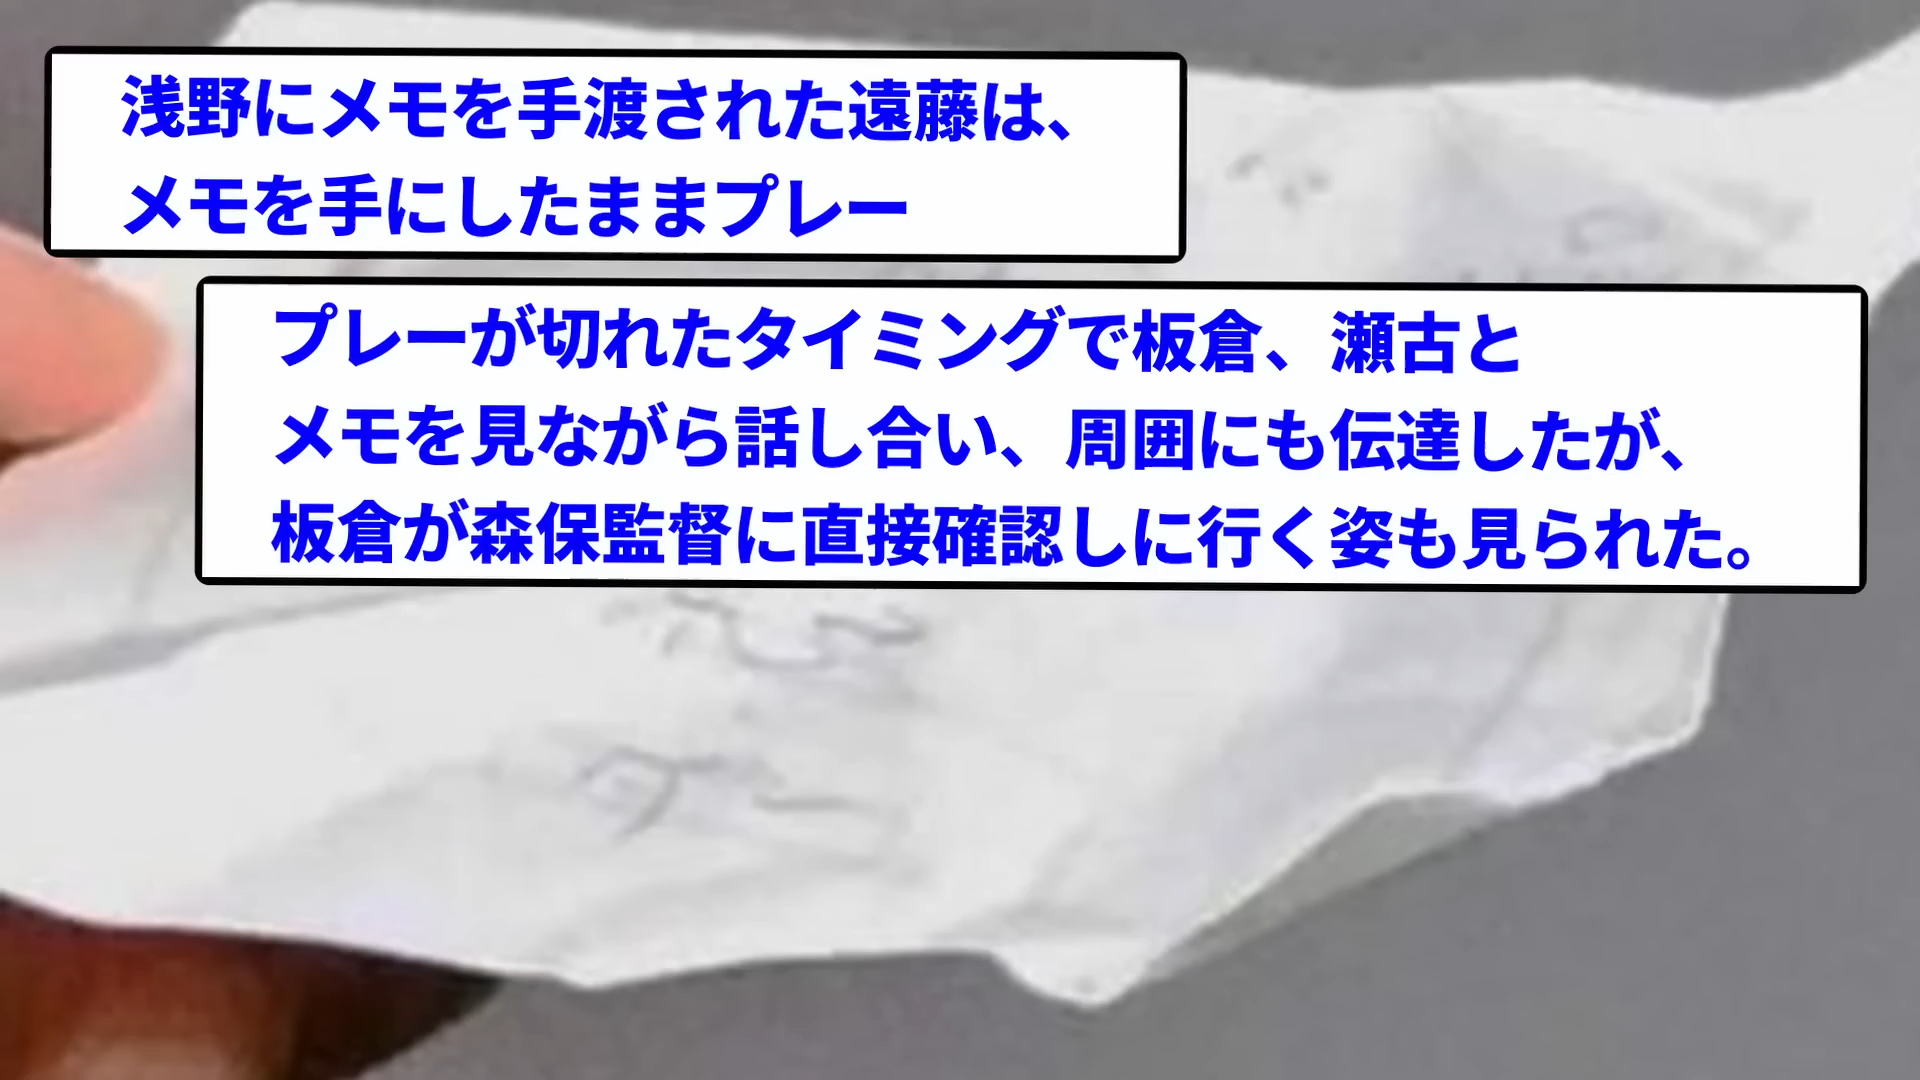 浅野にメモを手渡された遠藤は、
メモを手にしたままプレー
プレーが切れたタイミングで板倉、瀬古と
メモを見ながら話し合い、周囲にも伝達したが、
板倉が森保監督に直接確認しに行く姿も見られた。